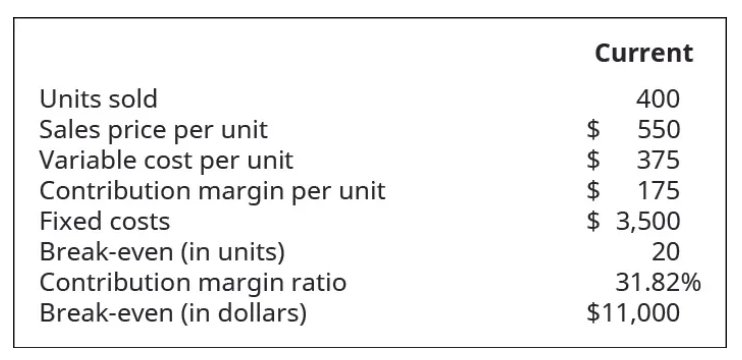 Current
Units sold 400
Sales price per unit $ 550
Variable cost per unit $ 375
Contribution margin per unit $ 175
Fixed costs $ 3,500
Break-even (in units) 20
Contribution margin ratio 31.82%
Break-even (in dollars) $11,000